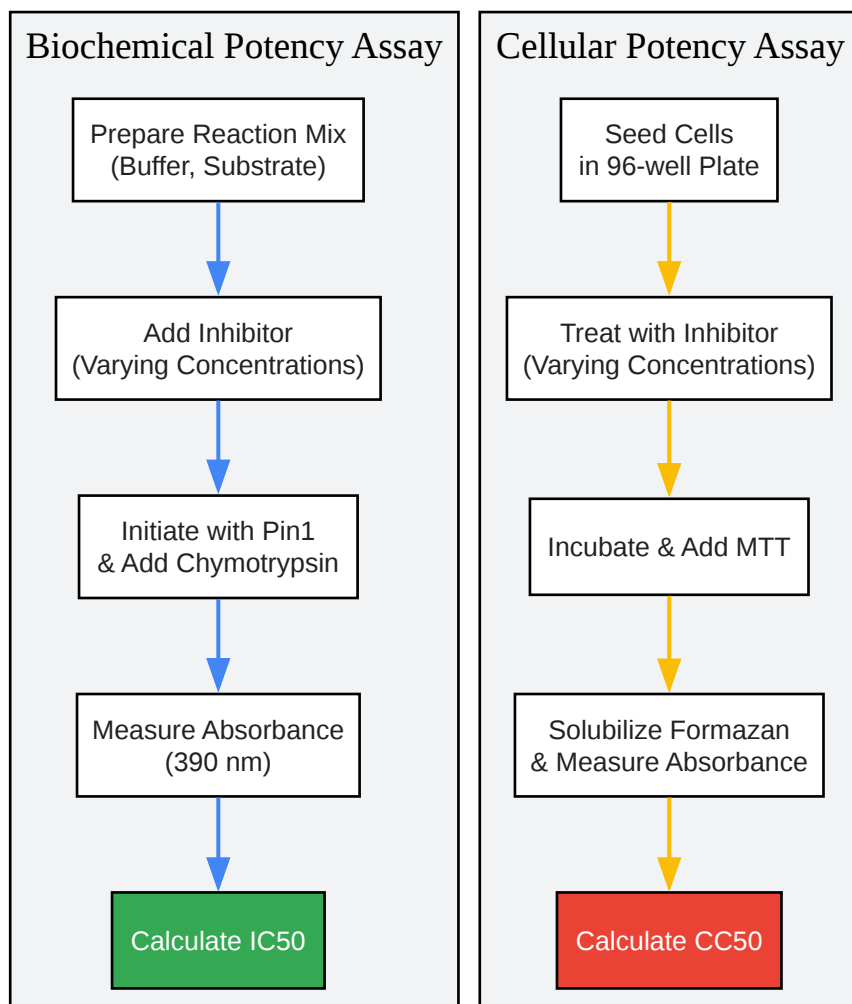 Biochemical Potency Assay
Prepare Reaction Mix
(Buffer, Substrate)
Add Inhibitor
(Varying Concentrations)
Initiate with Pin1
& Add Chymotrypsin
Measure Absorbance
(390 nm)
Calculate IC50
Cellular Potency Assay
Seed Cells
in 96-well Plate
Treat with Inhibitor
(Varying Concentrations)
Incubate & Add MTT
Solubilize Formazan
& Measure Absorbance
Calculate CC50